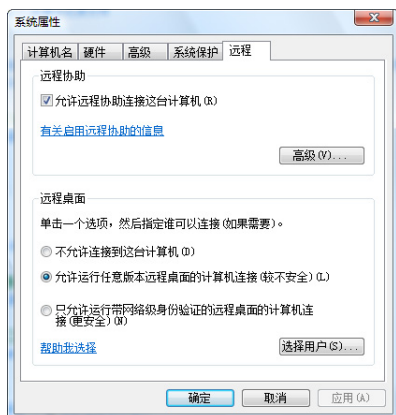 系统属性
计算机名 硬件 高级 系统保护 远程
远程协助
允许远程协助连接这台计算机(R)
有关启用远程协助的信息
高级(V)...
远程桌面
单击一个选项，然后指定谁可以连接(如果需要)。
不允许连接到这台计算机(D)
允许运行任意版本远程桌面的计算机连接(较不安全)(L)
只允许运行带网络级身份验证的远程桌面的计算机连
接(更安全)(N)
帮助我选择
选择用户(S)...
确定 取消 应用(A)